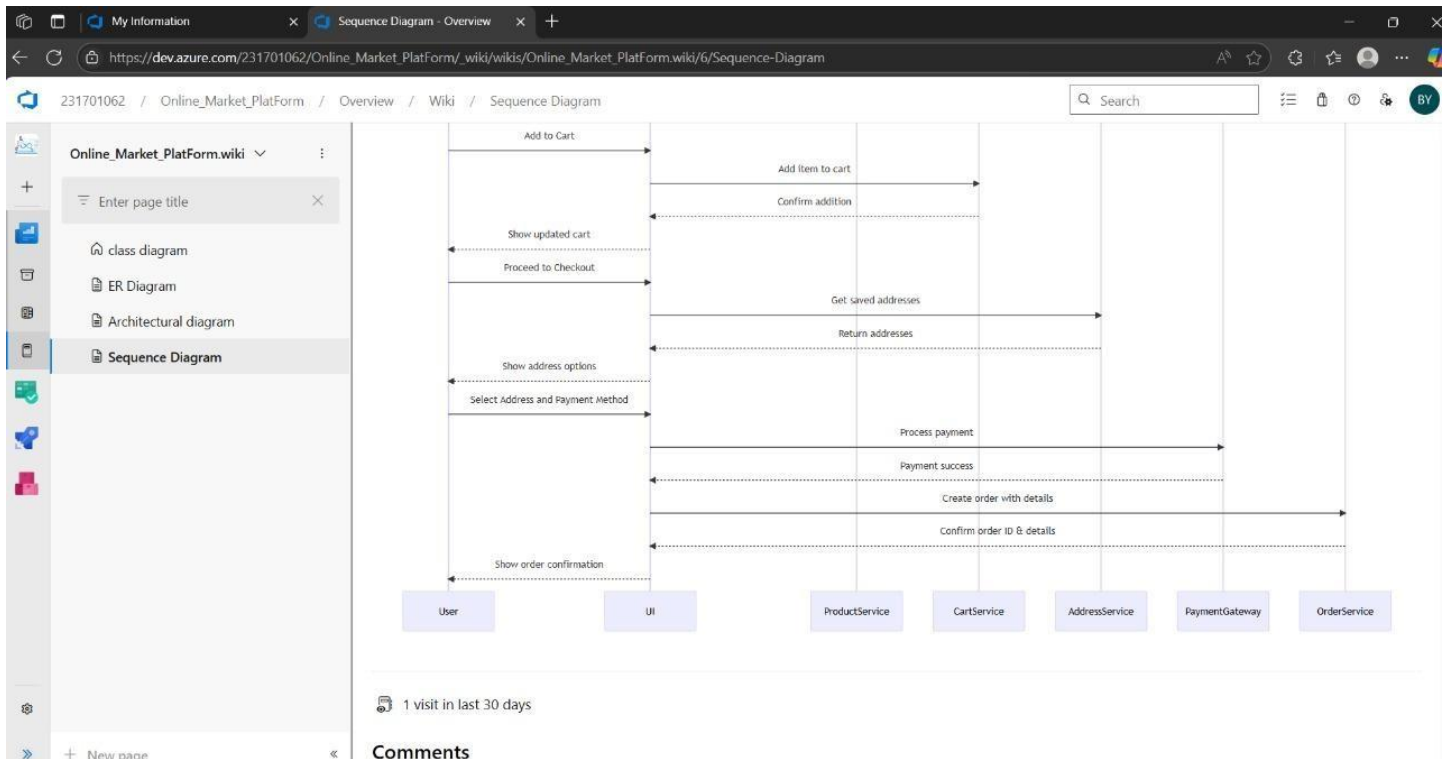 My Information
Sequence Diagram - Overview
https://dev.azure.com/231701062/Online_Market_PlatForm/_wiki/wikis/Online_Market_PlatForm.wiki/6/Sequence-Diagram
231701062 / Online_Market_PlatForm / Overview / Wiki / Sequence Diagram
Search
BY
Online_Market_PlatForm.wiki
Enter page title
class diagram
ER Diagram
Architectural diagram
Sequence Diagram
New page
Add to Cart
Add item to cart
Confirm addition
Show updated cart
Proceed to Checkout
Get saved addresses
Return addresses
Show address options
Select Address and Payment Method
Process payment
Payment success
Create order with details
Confirm order ID & details
Show order confirmation
User UI ProductService CartService AddressService PaymentGateway OrderService
1 visit in last 30 days
Comments